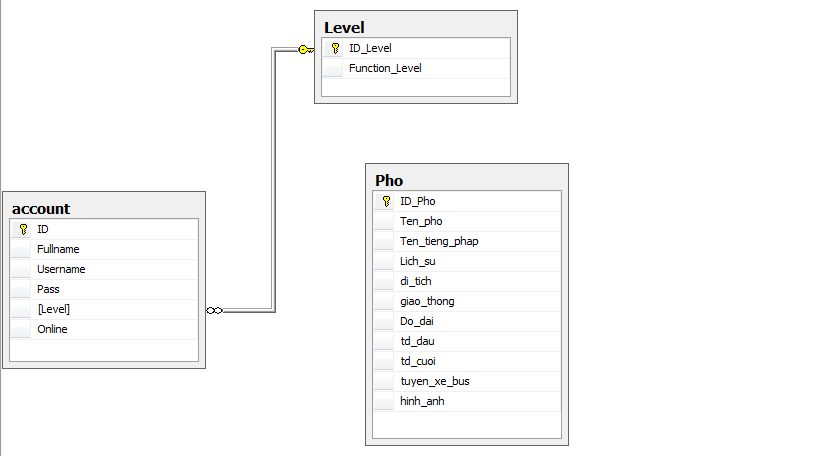 Level
ID_Level
Function_Level
account
ID
Fullname
Username
Pass
[Level]
Online
Pho
ID_Pho
Ten_pho
Ten_tieng_phap
Lich_su
di_tich
giao_thong
Do_dai
td_dau
td_cuoi
tuyen_xe_bus
hinh_anh